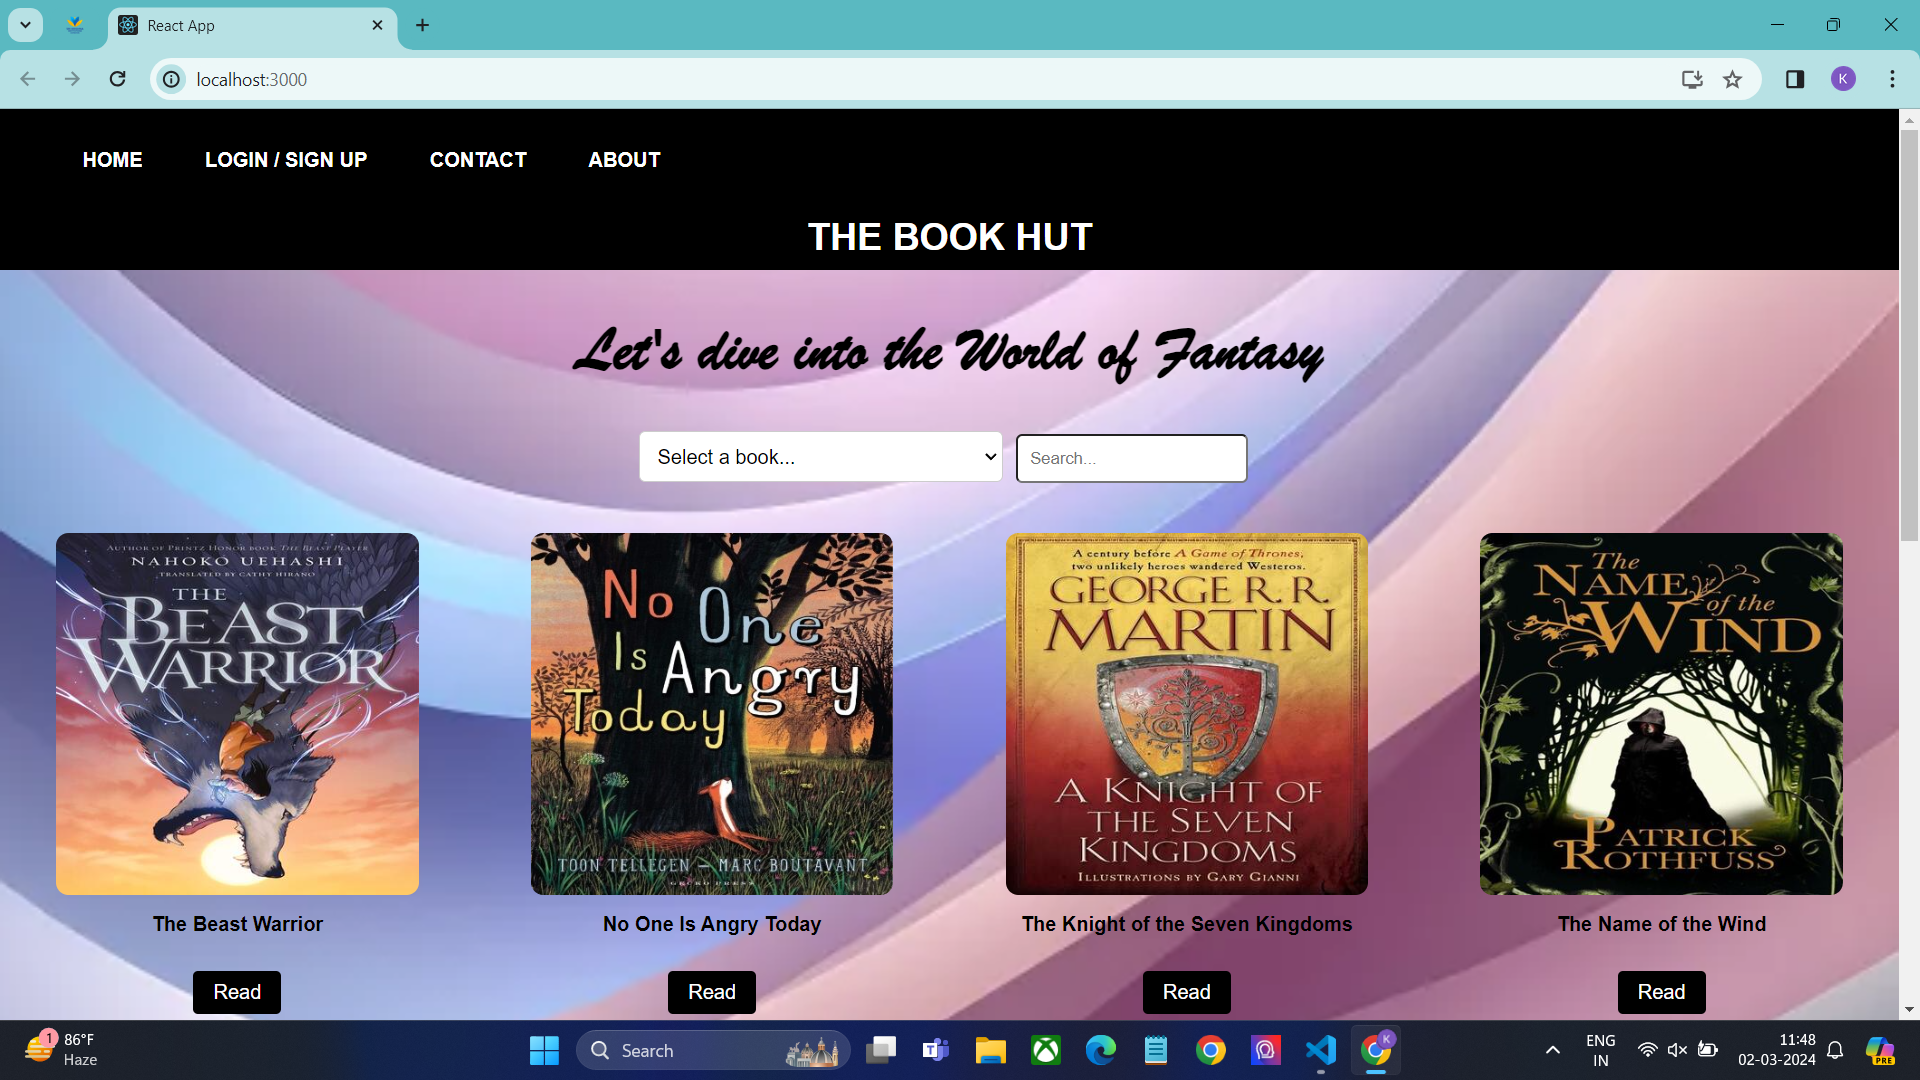 React App
localhost:3000
K
HOME
LOGIN / SIGN UP
CONTACT
ABOUT
THE BOOK HUT
Let's dive into the World of Fantasy
Select a book...
Search...
AUTHOR OF PRINTZ HONOR BOOK THE BEAST PLAYER
NAHOKO UEHASHI
TRANSLATED BY CATHY HIRANO
THE
BEAST
WARRIOR
The Beast Warrior
Read
No One
Is Angry
Today
TOON TELLEGEN – MARC BOUTAVANT
GECKO PRESS
No One Is Angry Today
Read
A century before A Game of Thrones,
two unlikely heroes wandered Westeros.
GEORGE R. R.
MARTIN
A KNIGHT OF
THE SEVEN
KINGDOMS
ILLUSTRATIONS BY GARY GIANNI
The Knight of the Seven Kingdoms
Read
The
NAME
of the
WIND
PATRICK
ROTHFUSS
The Name of the Wind
Read
1
86°F
Haze
Search
K
ENG
IN
11:48
02-03-2024
PRE